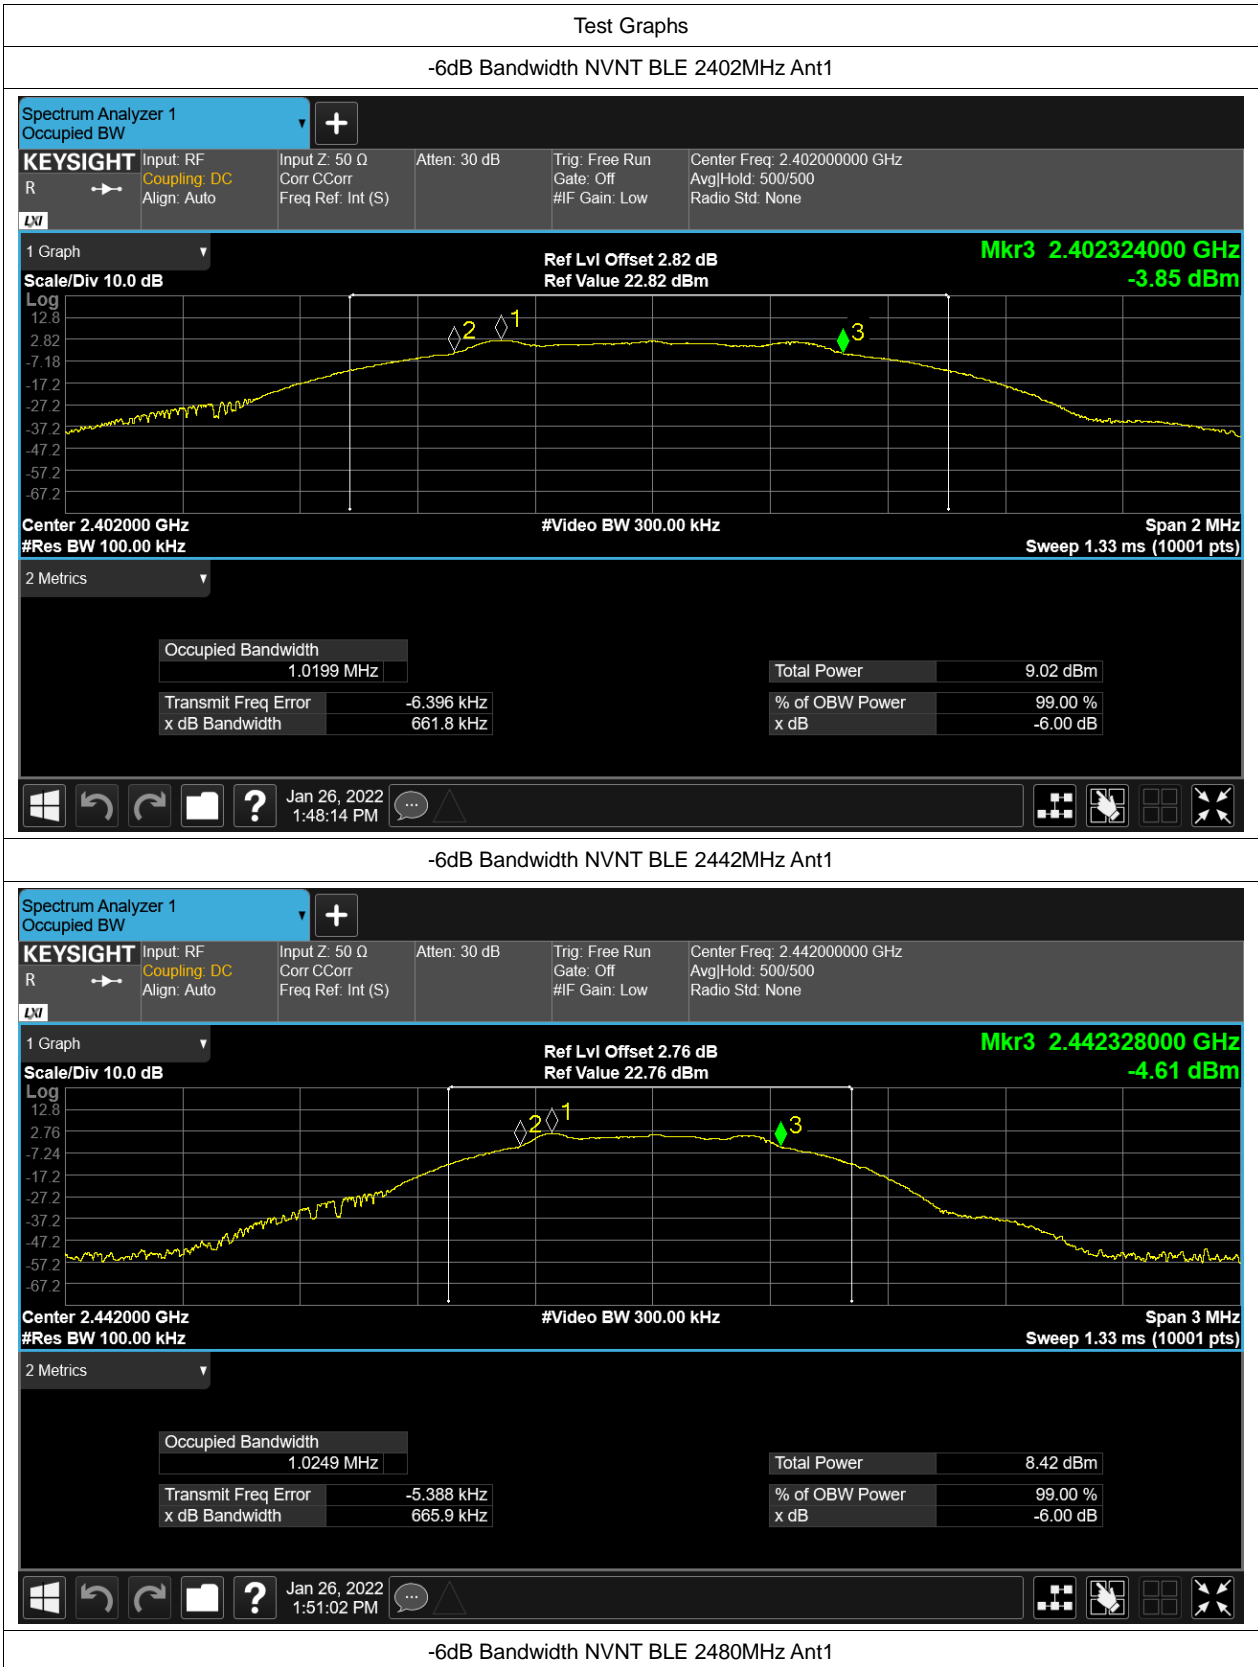 Test Graphs
-6dB Bandwidth NVNT BLE 2402MHz Ant1
Spectrum Analyzer 1
Occupied BW
KEYSIGHT Input: RF Input Z: 50 Ω Atten: 30 dB Trig: Free Run Center Freq: 2.402000000 GHz
R Coupling: DC Corr CCorr Gate: Off Avg|Hold: 500/500
Align: Auto Freq Ref: Int (S) #IF Gain: Low Radio Std: None
LXI
1 Graph Ref Lvl Offset 2.82 dB Mkr3 2.402324000 GHz
Scale/Div 10.0 dB Ref Value 22.82 dBm -3.85 dBm
Log
12.8
2.82
-7.18
-17.2
-27.2
-37.2
-47.2
-57.2
-67.2
2 1 3
Center 2.402000 GHz #Video BW 300.00 kHz Span 2 MHz
#Res BW 100.00 kHz Sweep 1.33 ms (10001 pts)
2 Metrics
Occupied Bandwidth
1.0199 MHz Total Power 9.02 dBm
Transmit Freq Error -6.396 kHz % of OBW Power 99.00 %
x dB Bandwidth 661.8 kHz x dB -6.00 dB
Jan 26, 2022
1:48:14 PM
-6dB Bandwidth NVNT BLE 2442MHz Ant1
Spectrum Analyzer 1
Occupied BW
KEYSIGHT Input: RF Input Z: 50 Ω Atten: 30 dB Trig: Free Run Center Freq: 2.442000000 GHz
R Coupling: DC Corr CCorr Gate: Off Avg|Hold: 500/500
Align: Auto Freq Ref: Int (S) #IF Gain: Low Radio Std: None
LXI
1 Graph Ref Lvl Offset 2.76 dB Mkr3 2.442328000 GHz
Scale/Div 10.0 dB Ref Value 22.76 dBm -4.61 dBm
Log
12.8
2.76
-7.24
-17.2
-27.2
-37.2
-47.2
-57.2
-67.2
2 1 3
Center 2.442000 GHz #Video BW 300.00 kHz Span 3 MHz
#Res BW 100.00 kHz Sweep 1.33 ms (10001 pts)
2 Metrics
Occupied Bandwidth
1.0249 MHz Total Power 8.42 dBm
Transmit Freq Error -5.388 kHz % of OBW Power 99.00 %
x dB Bandwidth 665.9 kHz x dB -6.00 dB
Jan 26, 2022
1:51:02 PM
-6dB Bandwidth NVNT BLE 2480MHz Ant1